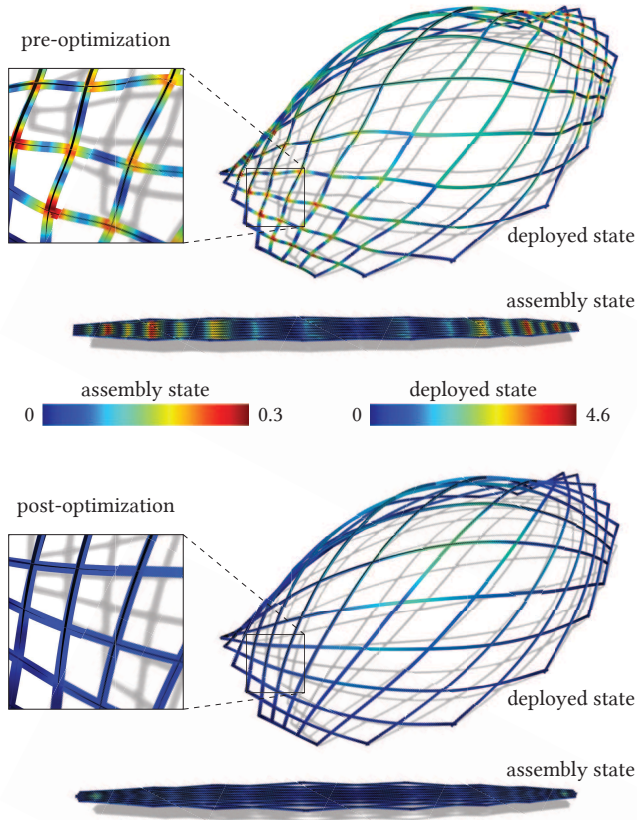 pre-optimization
deployed state
assembly state
assembly state
0
0.3
deployed state
0
4.6
post-optimization
deployed state
assembly state